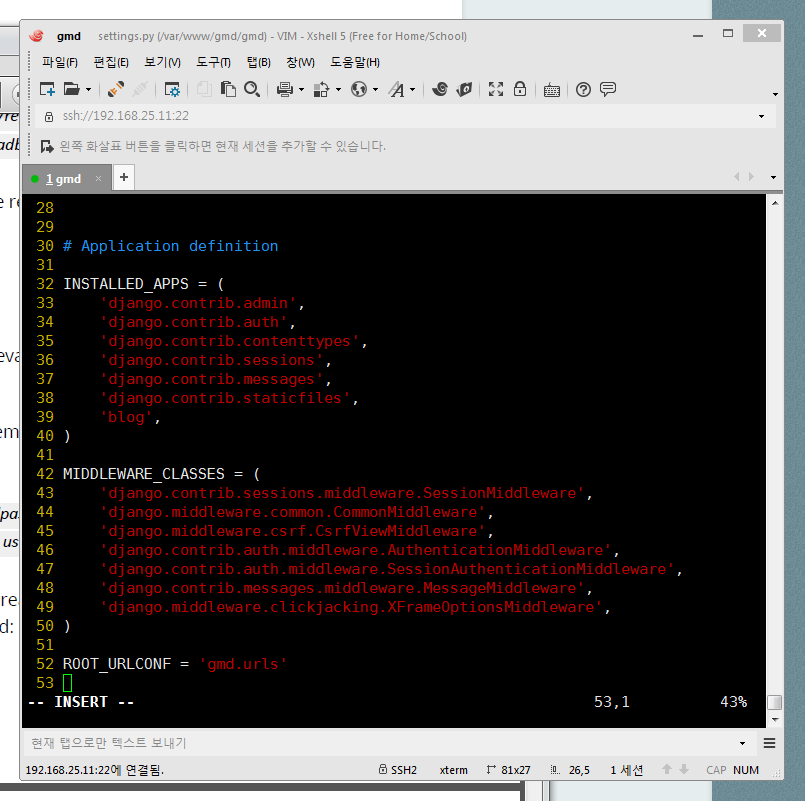 gmd settings.py (/var/www/gmd/gmd) - VIM - Xshell 5 (Free for Home/School)
파일(F) 편집(E) 보기(V) 도구(T) 탭(B) 창(W) 도움말(H)
ssh://192.168.25.11:22
왼쪽 화살표 버튼을 클릭하면 현재 세션을 추가할 수 있습니다.
1 gmd × +
28
29
30 # Application definition
31
32 INSTALLED_APPS = (
33     'django.contrib.admin',
34     'django.contrib.auth',
35     'django.contrib.contenttypes',
36     'django.contrib.sessions',
37     'django.contrib.messages',
38     'django.contrib.staticfiles',
39     'blog',
40 )
41
42 MIDDLEWARE_CLASSES = (
43     'django.contrib.sessions.middleware.SessionMiddleware',
44     'django.middleware.common.CommonMiddleware',
45     'django.middleware.csrf.CsrfViewMiddleware',
46     'django.contrib.auth.middleware.AuthenticationMiddleware',
47     'django.contrib.auth.middleware.SessionAuthenticationMiddleware',
48     'django.contrib.messages.middleware.MessageMiddleware',
49     'django.middleware.clickjacking.XFrameOptionsMiddleware',
50 )
51
52 ROOT_URLCONF = 'gmd.urls'
53
-- INSERT -- 53,1 43%
현재 탭으로만 텍스트 보내기
192.168.25.11:22에 연결됨. SSH2 xterm 81x27 26,5 1 세션 CAP NUM